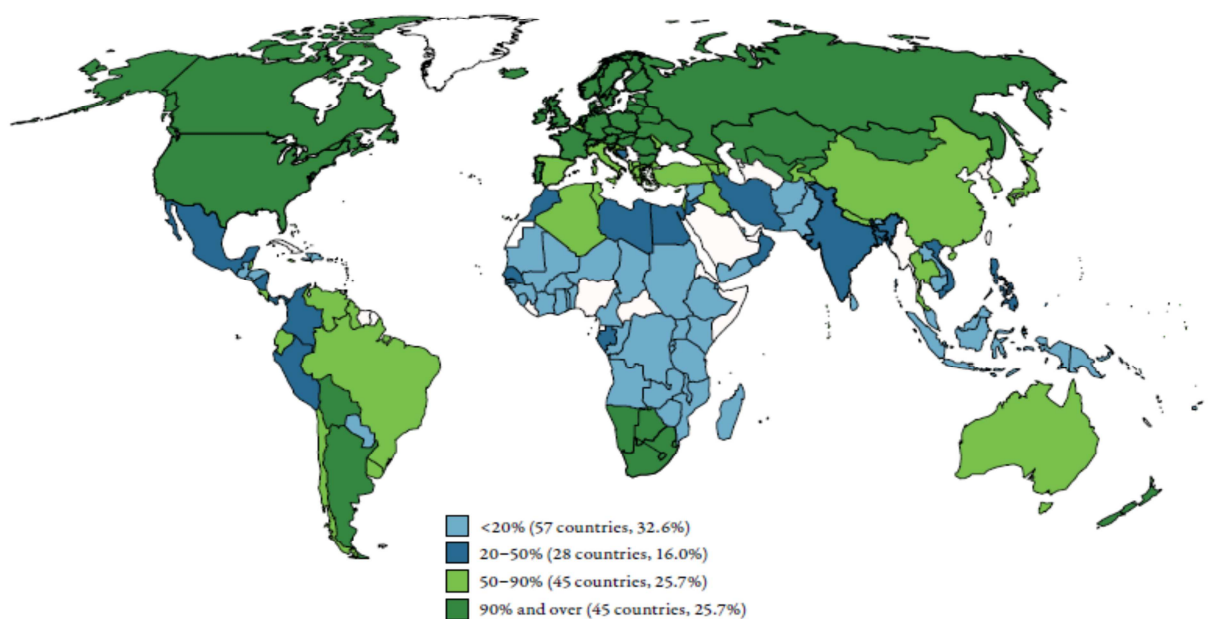 <20% (57 countries, 32.6%)
20–50% (28 countries, 16.0%)
50–90% (45 countries, 25.7%)
90% and over (45 countries, 25.7%)